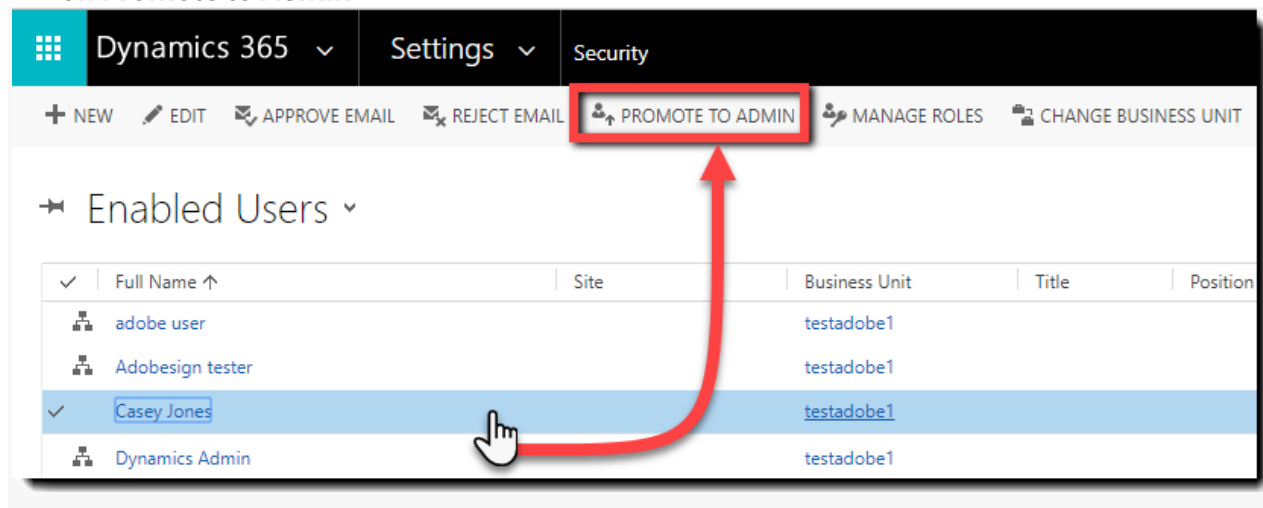 Dynamics 365 Settings Security
NEW EDIT APPROVE EMAIL REJECT EMAIL PROMOTE TO ADMIN MANAGE ROLES CHANGE BUSINESS UNIT
Enabled Users
Full Name Site Business Unit Title Position
adobe user testadobe1
Adobesign tester testadobe1
Casey Jones testadobe1
Dynamics Admin testadobe1